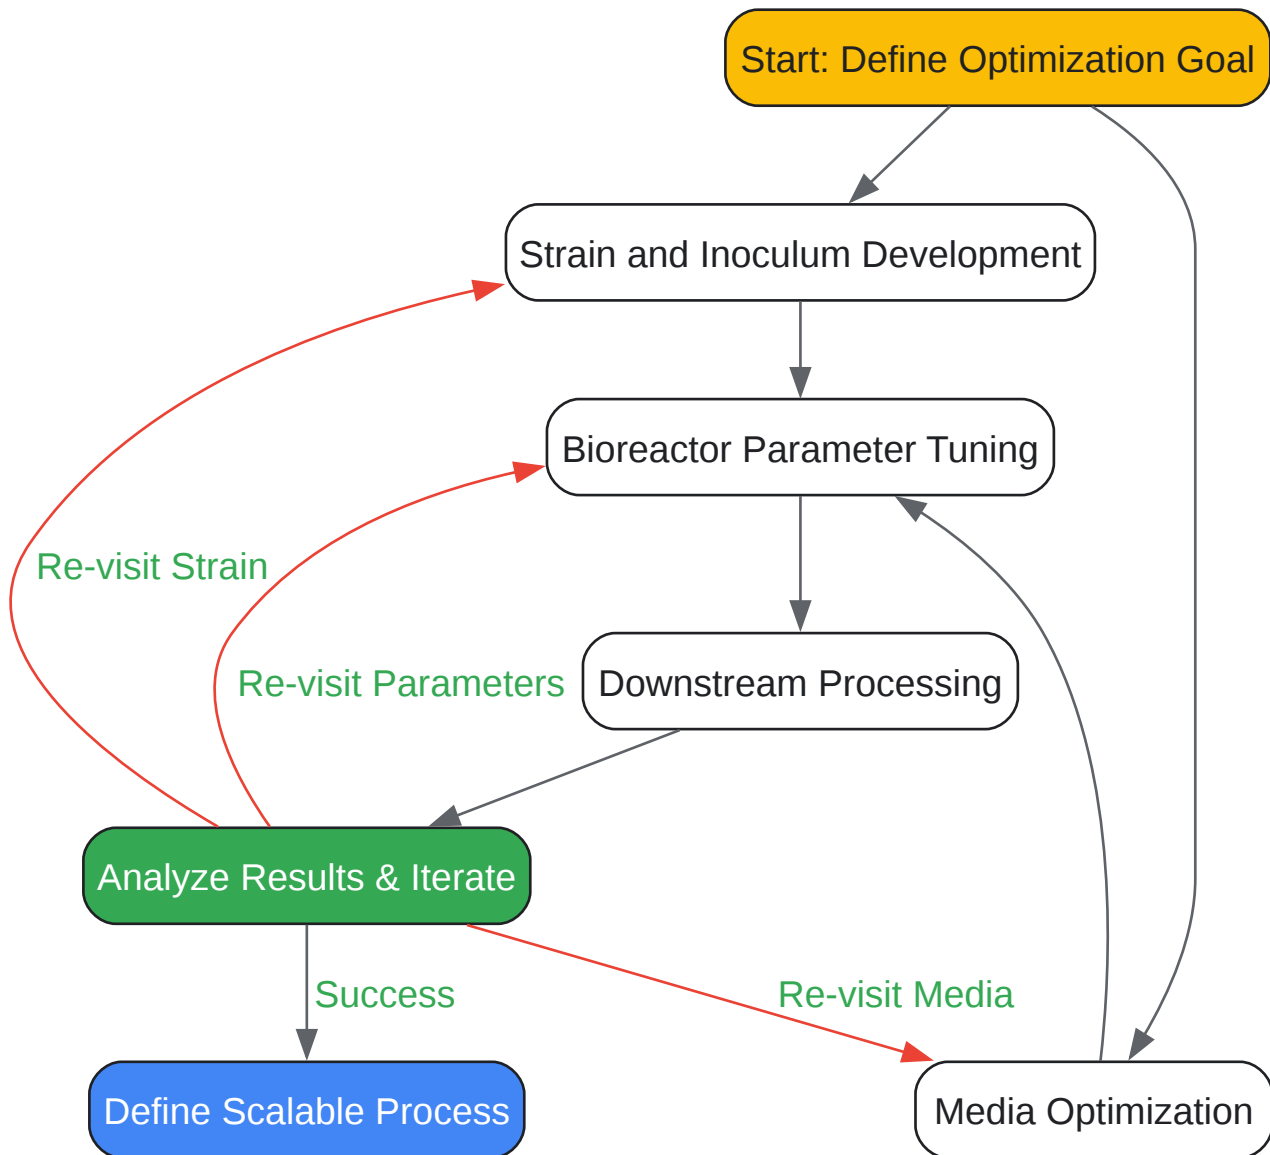 Start: Define Optimization Goal
Strain and Inoculum Development
Bioreactor Parameter Tuning
Re-visit Strain
Re-visit Parameters
Downstream Processing
Analyze Results & Iterate
Success
Re-visit Media
Define Scalable Process
Media Optimization